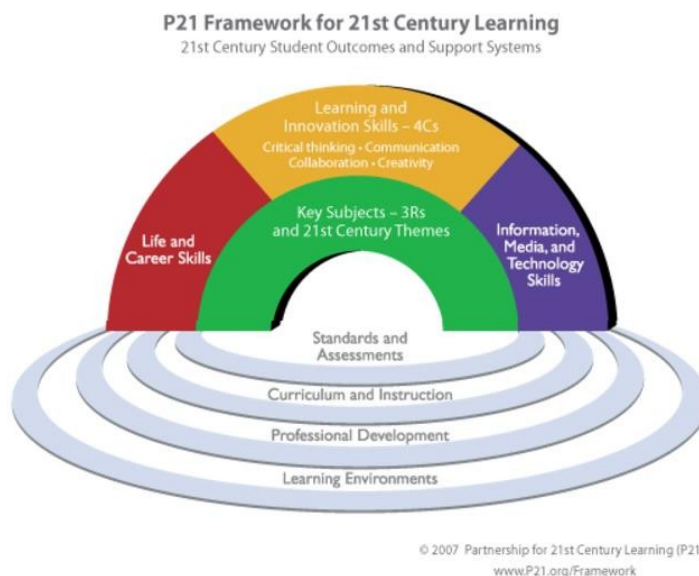 P21 Framework for 21st Century Learning
21st Century Student Outcomes and Support Systems
Learning and
Innovation Skills – 4Cs
Critical thinking • Communication
Collaboration • Creativity
Key Subjects – 3Rs
and 21st Century Themes
Life and
Career Skills
Information,
Media, and
Technology
Skills
Standards and
Assessments
Curriculum and Instruction
Professional Development
Learning Environments
© 2007 Partnership for 21st Century Learning (P21
www.P21.org/Framework